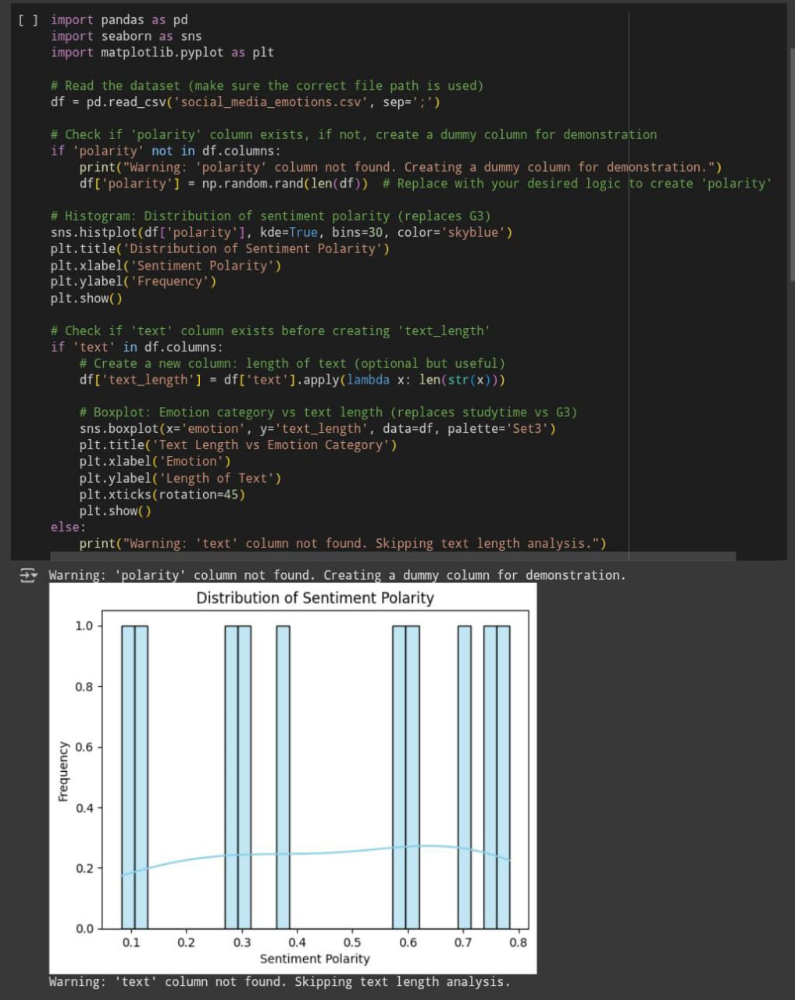 [ ] import pandas as pd
import seaborn as sns
import matplotlib.pyplot as plt
# Read the dataset (make sure the correct file path is used)
df = pd.read_csv('social_media_emotions.csv', sep=';')
# Check if 'polarity' column exists, if not, create a dummy column for demonstration
if 'polarity' not in df.columns:
    print("Warning: 'polarity' column not found. Creating a dummy column for demonstration.")
    df['polarity'] = np.random.rand(len(df))  # Replace with your desired logic to create 'polarity'
# Histogram: Distribution of sentiment polarity (replaces G3)
sns.histplot(df['polarity'], kde=True, bins=30, color='skyblue')
plt.title('Distribution of Sentiment Polarity')
plt.xlabel('Sentiment Polarity')
plt.ylabel('Frequency')
plt.show()
# Check if 'text' column exists before creating 'text_length'
if 'text' in df.columns:
    # Create a new column: length of text (optional but useful)
    df['text_length'] = df['text'].apply(lambda x: len(str(x)))
    # Boxplot: Emotion category vs text length (replaces studytime vs G3)
    sns.boxplot(x='emotion', y='text_length', data=df, palette='Set3')
    plt.title('Text Length vs Emotion Category')
    plt.xlabel('Emotion')
    plt.ylabel('Length of Text')
    plt.xticks(rotation=45)
    plt.show()
else:
    print("Warning: 'text' column not found. Skipping text length analysis.")
Warning: 'polarity' column not found. Creating a dummy column for demonstration.
Distribution of Sentiment Polarity
1.0
0.8
0.6
0.4
0.2
0.0
Frequency
0.1 0.2 0.3 0.4 0.5 0.6 0.7 0.8
Sentiment Polarity
Warning: 'text' column not found. Skipping text length analysis.